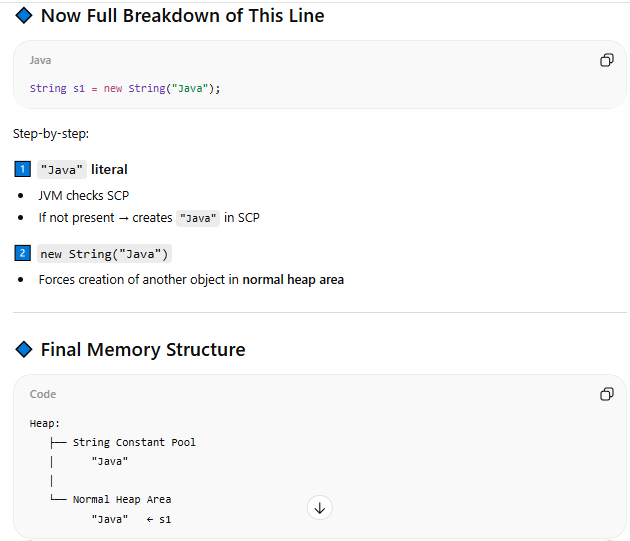 Now Full Breakdown of This Line
Java
String s1 = new String("Java");
Step-by-step:
1 "Java" literal
• JVM checks SCP
• If not present → creates "Java" in SCP
2 new String("Java")
• Forces creation of another object in normal heap area
Final Memory Structure
Code
Heap:
├── String Constant Pool
│ "Java"
│
└── Normal Heap Area
"Java" ← s1